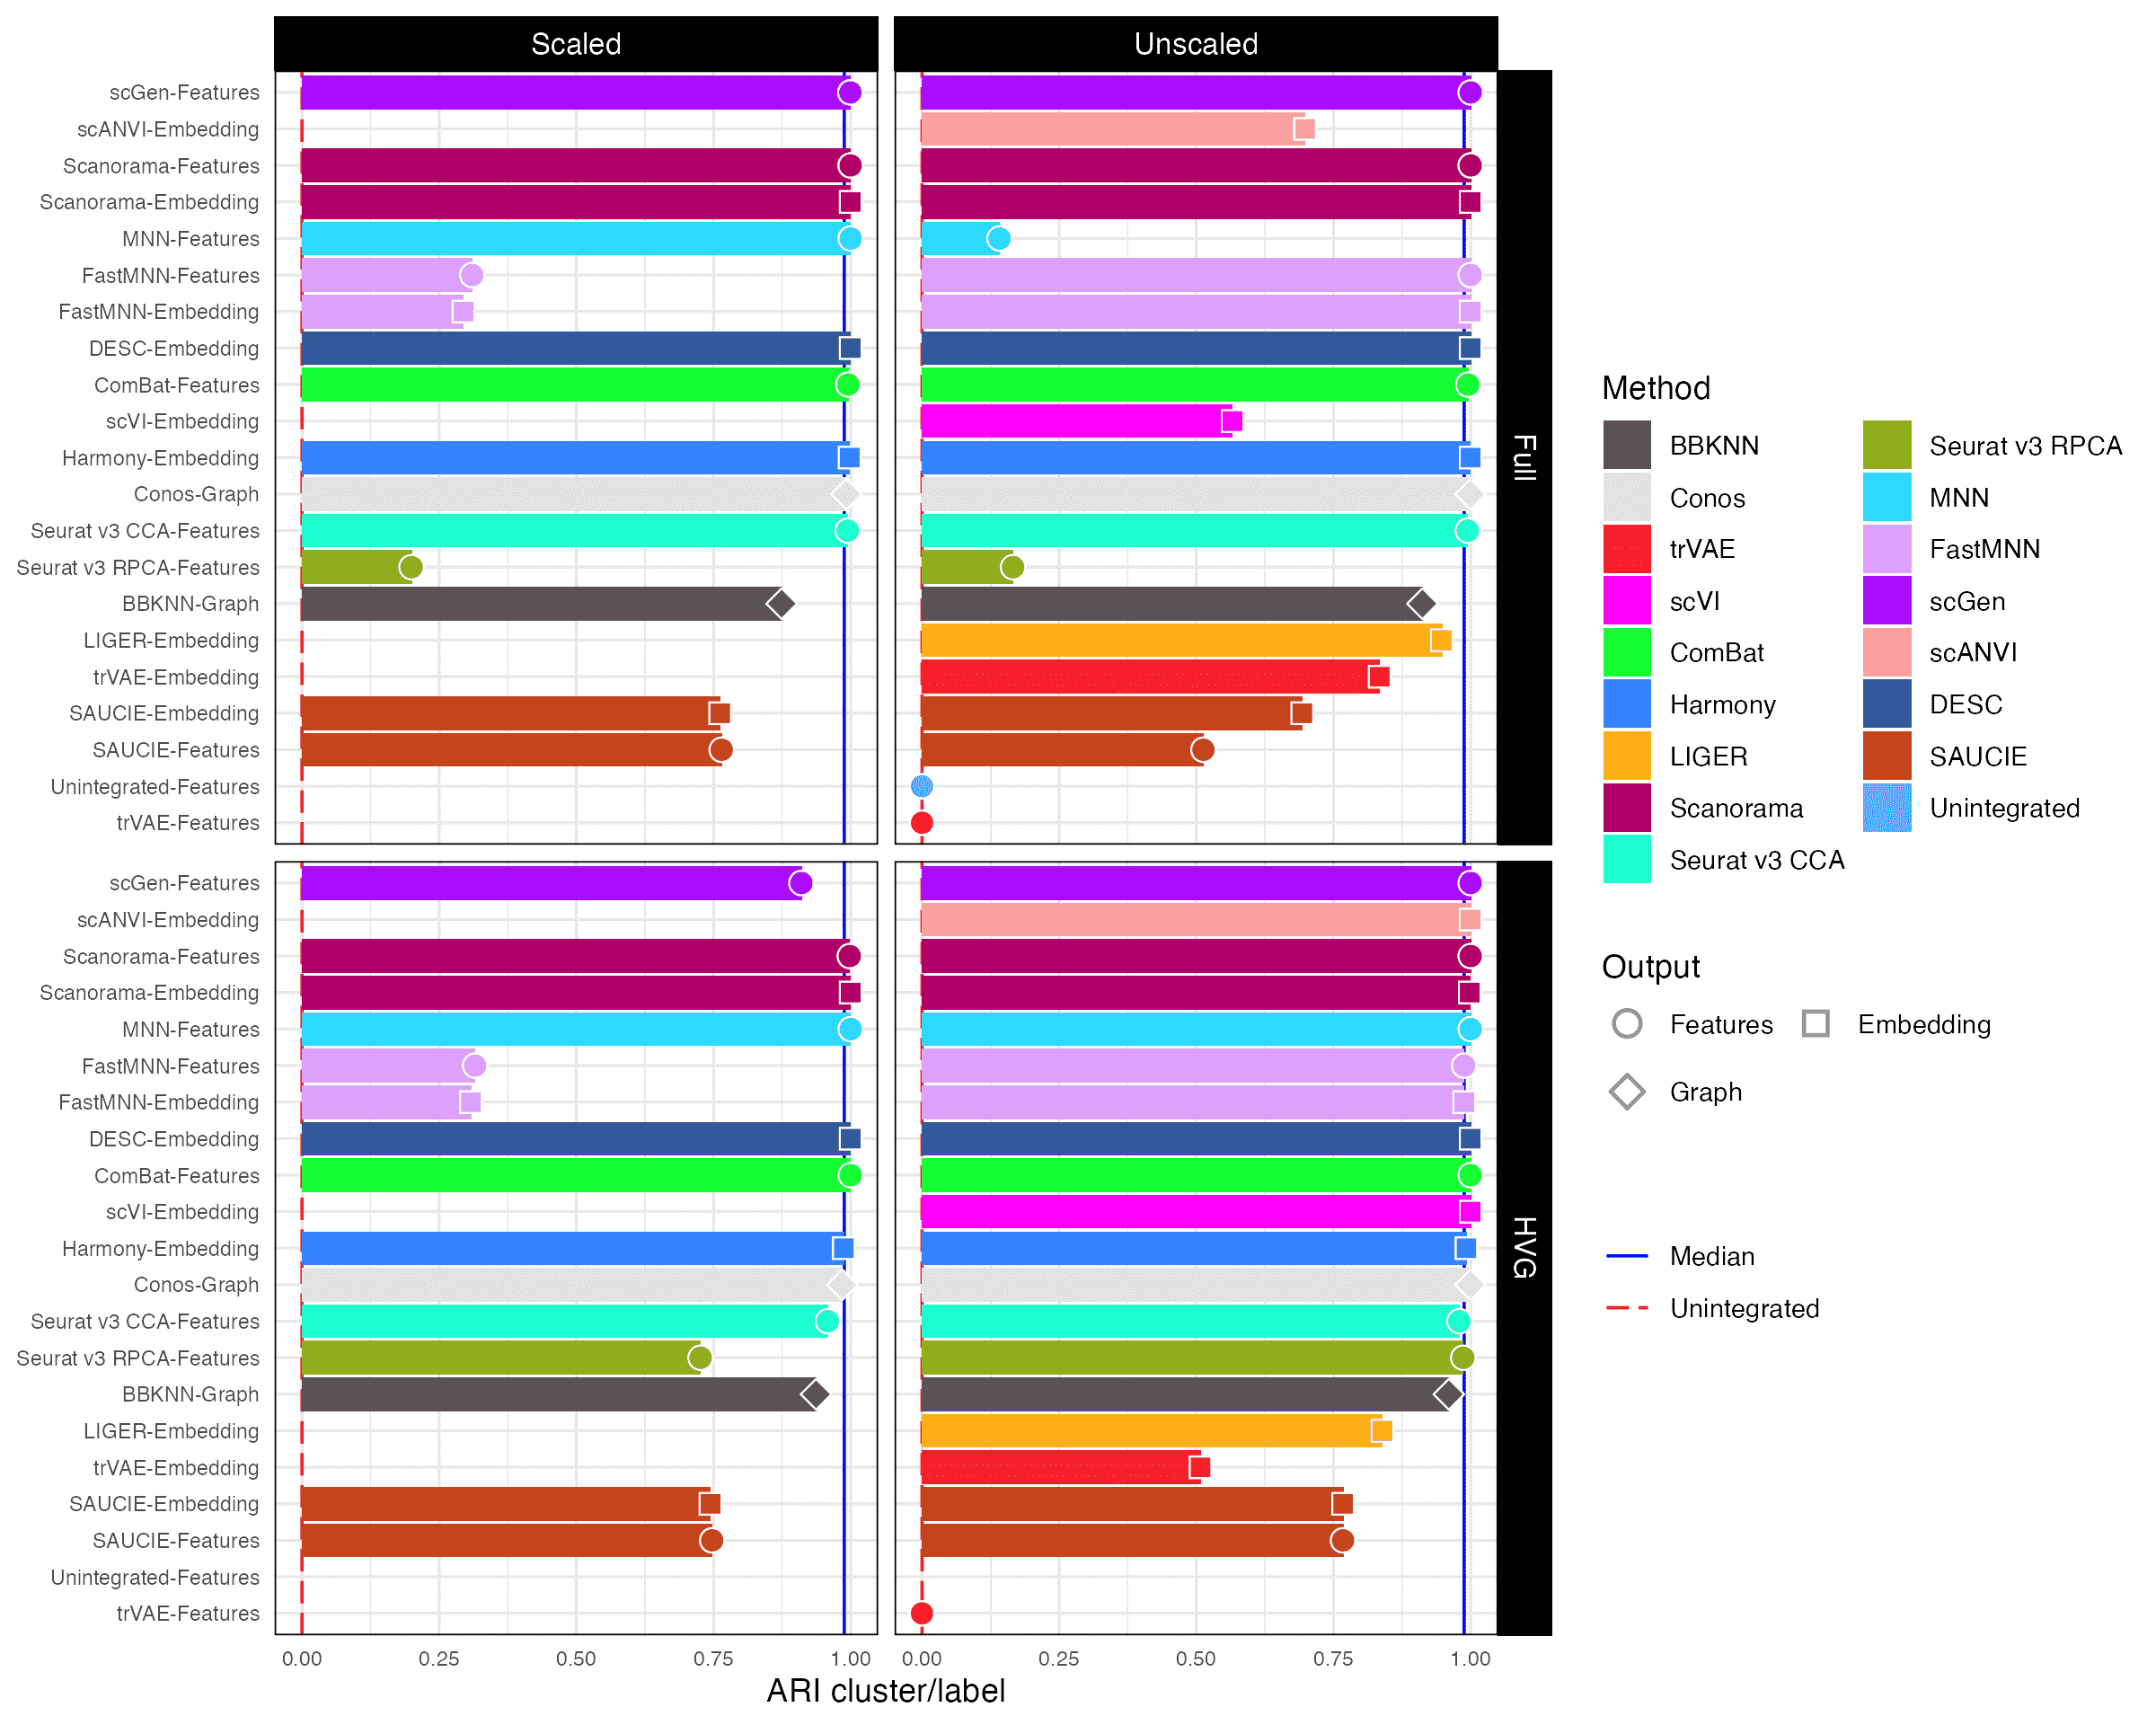 Scaled
Unscaled
scGen-Features
scANVI-Embedding
Scanorama-Features
Scanorama-Embedding
MNN-Features
FastMNN-Features
FastMNN-Embedding
DESC-Embedding
ComBat-Features
scVI-Embedding
Harmony-Embedding
Conos-Graph
Seurat v3 CCA-Features
Seurat v3 RPCA-Features
BBKNN-Graph
LIGER-Embedding
trVAE-Embedding
SAUCIE-Embedding
SAUCIE-Features
Unintegrated-Features
trVAE-Features
Full
scGen-Features
scANVI-Embedding
Scanorama-Features
Scanorama-Embedding
MNN-Features
FastMNN-Features
FastMNN-Embedding
DESC-Embedding
ComBat-Features
scVI-Embedding
Harmony-Embedding
Conos-Graph
Seurat v3 CCA-Features
Seurat v3 RPCA-Features
BBKNN-Graph
LIGER-Embedding
trVAE-Embedding
SAUCIE-Embedding
SAUCIE-Features
Unintegrated-Features
trVAE-Features
HVG
0.00 0.25 0.50 0.75 1.00
0.00 0.25 0.50 0.75 1.00
ARI cluster/label
Method
BBKNN
Conos
trVAE
scVI
ComBat
Harmony
LIGER
Scanorama
Seurat v3 CCA
Seurat v3 RPCA
MNN
FastMNN
scGen
scANVI
DESC
SAUCIE
Unintegrated
Output
Features
Embedding
Graph
Median
Unintegrated